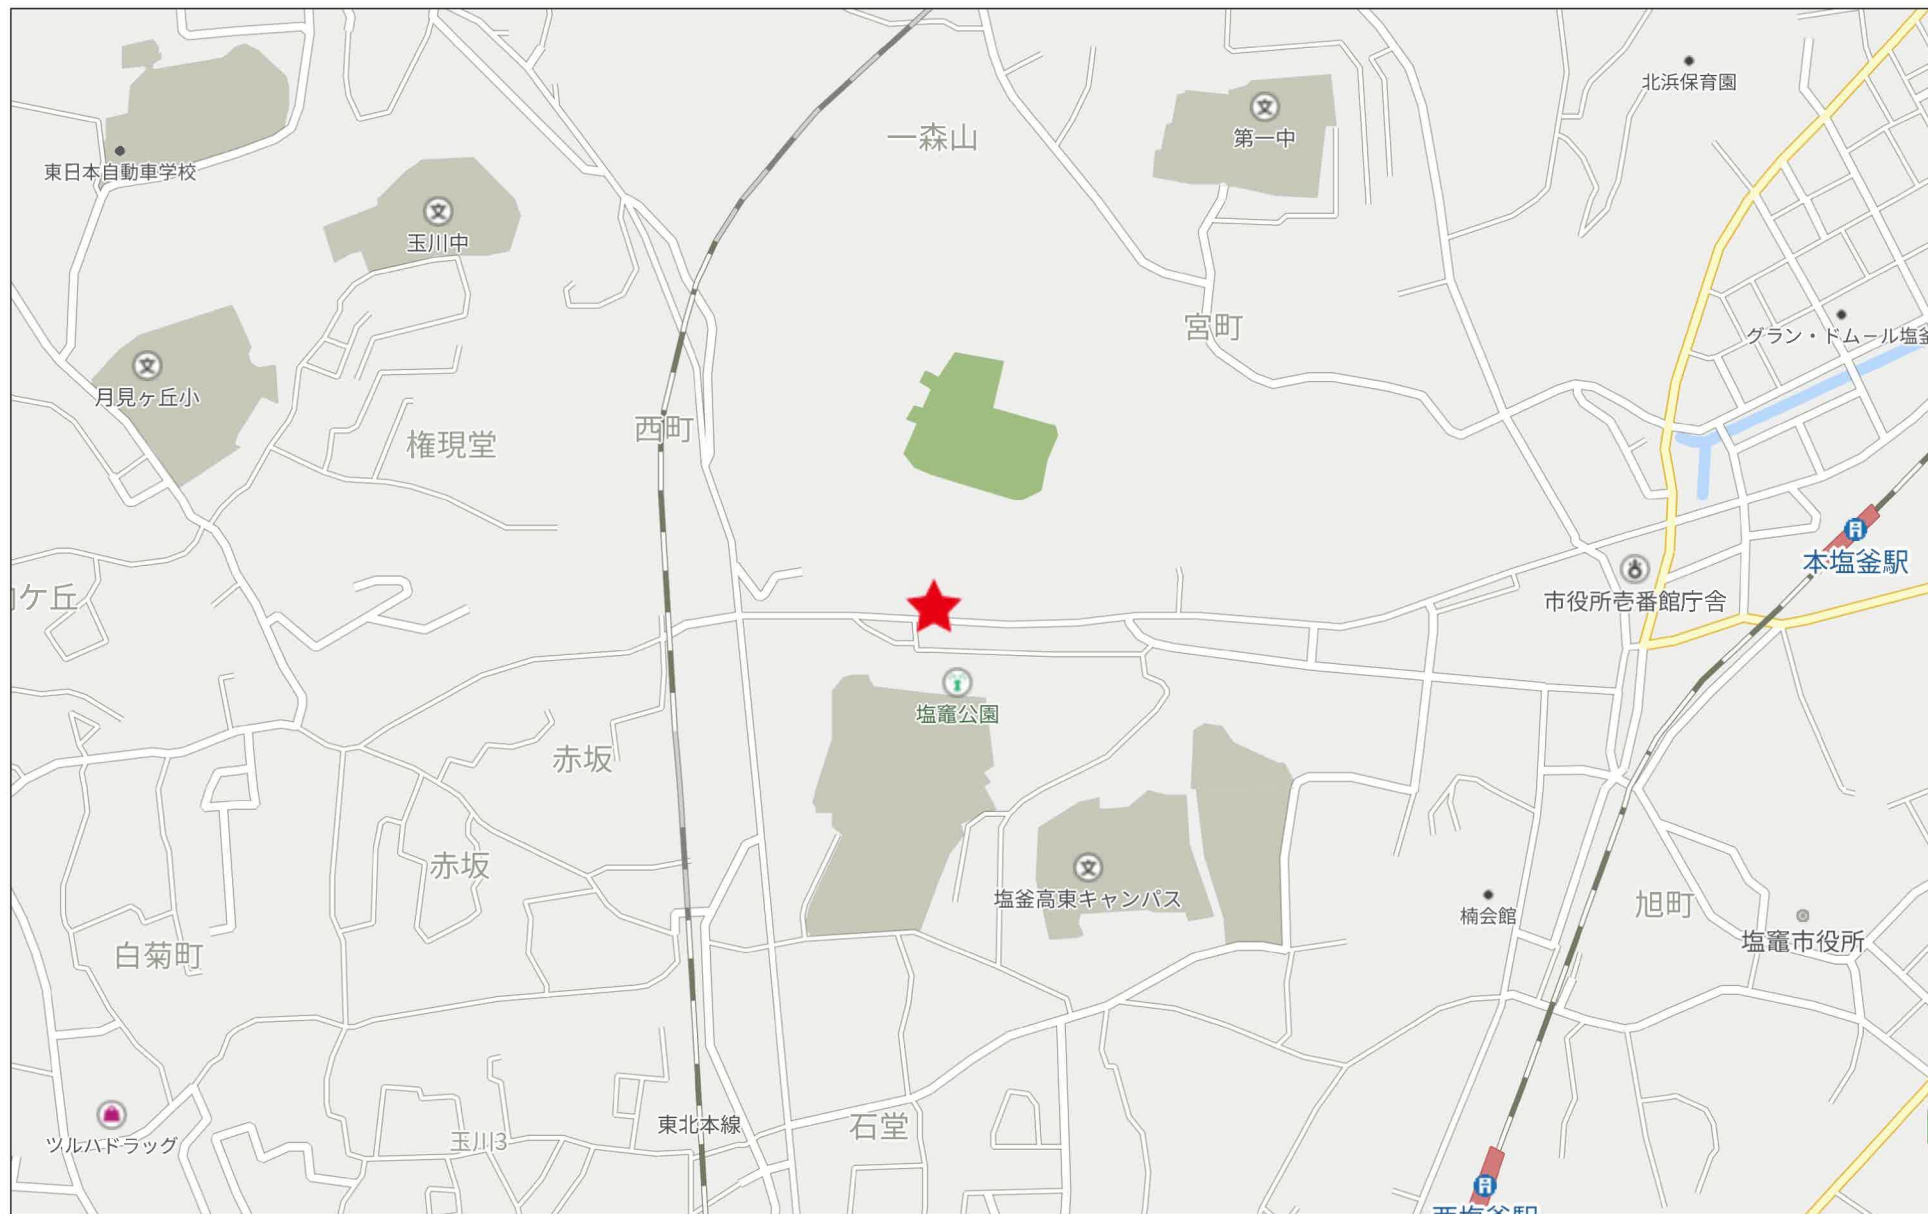 北浜保育園
一森山
第一中
東日本自動車学校
玉川中
宮町
グラン・ドムール塩釜
月見ヶ丘小
西町
権現堂
本塩釜駅
ケ丘
市役所壱番館庁舎
塩竈公園
赤坂
赤坂
塩釜高東キャンパス
楠会館
旭町
塩竈市役所
白菊町
東北本線
石堂
ツルハドラッグ
玉川3
西塩釜駅